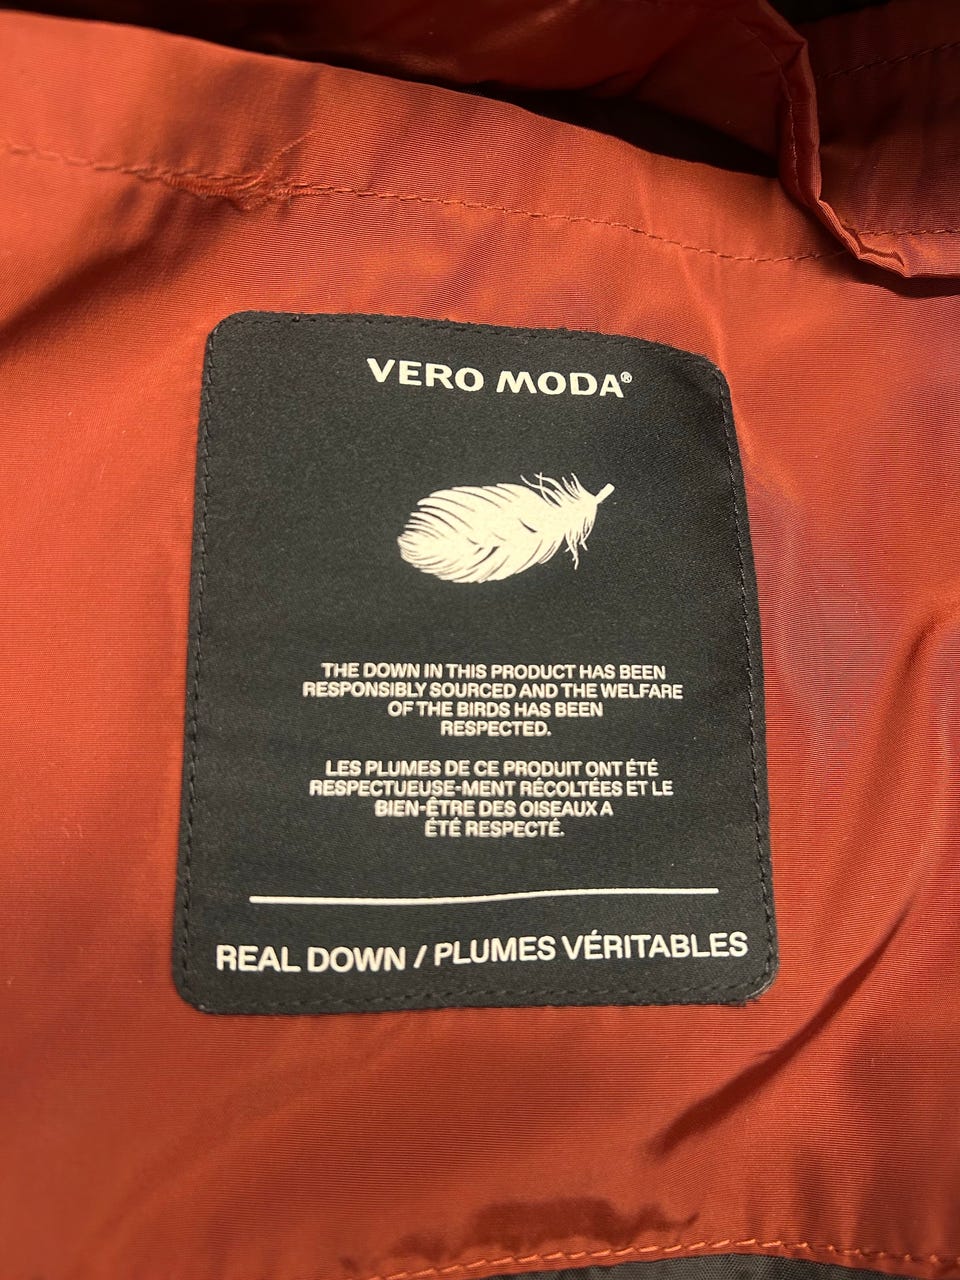 VERO MODA®
THE DOWN IN THIS PRODUCT HAS BEEN
RESPONSIBLY SOURCED AND THE WELFARE
OF THE BIRDS HAS BEEN
RESPECTED.
LES PLUMES DE CE PRODUIT ONT ÉTÉ
RESPECTUEUSE-MENT RÉCOLTÉES ET LE
BIEN-ÊTRE DES OISEAUX A
ÉTÉ RESPECTÉ.
REAL DOWN / PLUMES VÉRITABLES